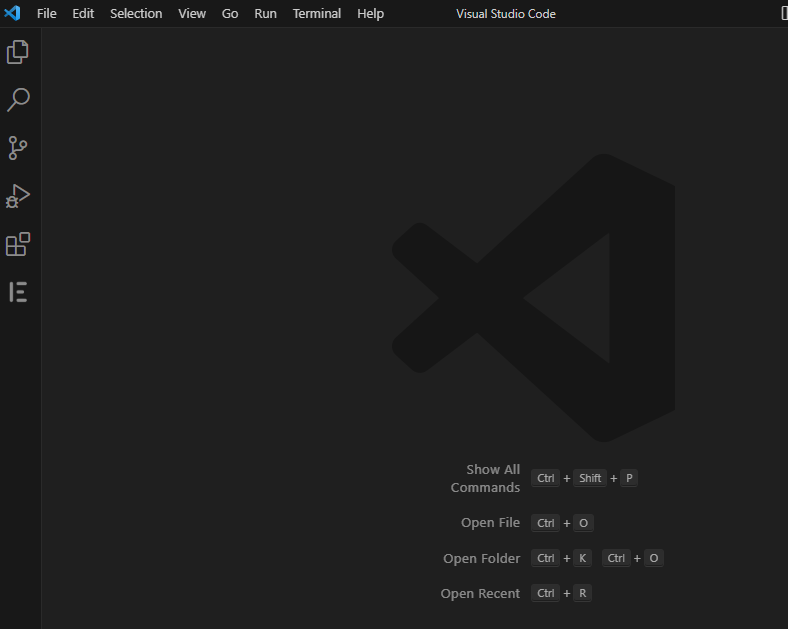 File Edit Selection View Go Run Terminal Help Visual Studio Code
Show All
Commands Ctrl + Shift + P
Open File Ctrl + O
Open Folder Ctrl + K Ctrl + O
Open Recent Ctrl + R